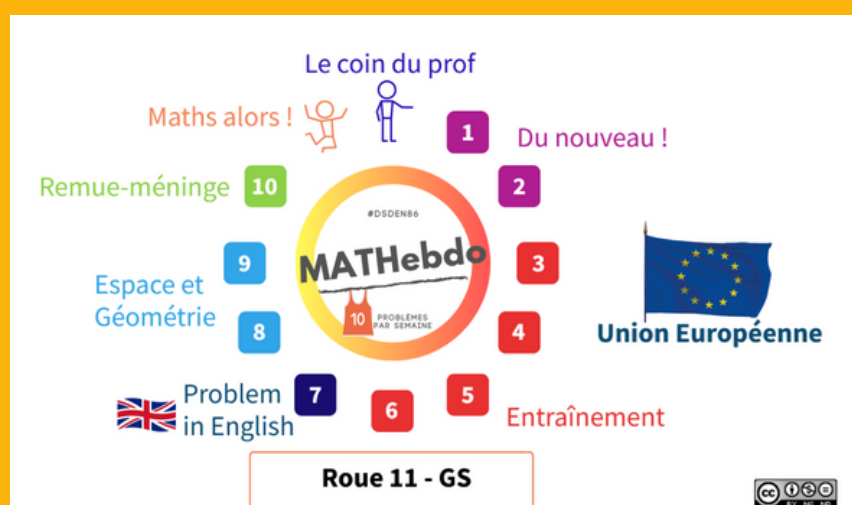 Le coin du prof
Maths alors !
1
Du nouveau !
Remue-méninge
10
2
#DSDEN86
MATHebdo
9
3
Espace et
Géométrie
10
PROBLÈMES
PAR SEMAINE
8
4
Union Européenne
Problem
in English
7
6
5
Entraînement
Roue 11 - GS
cc